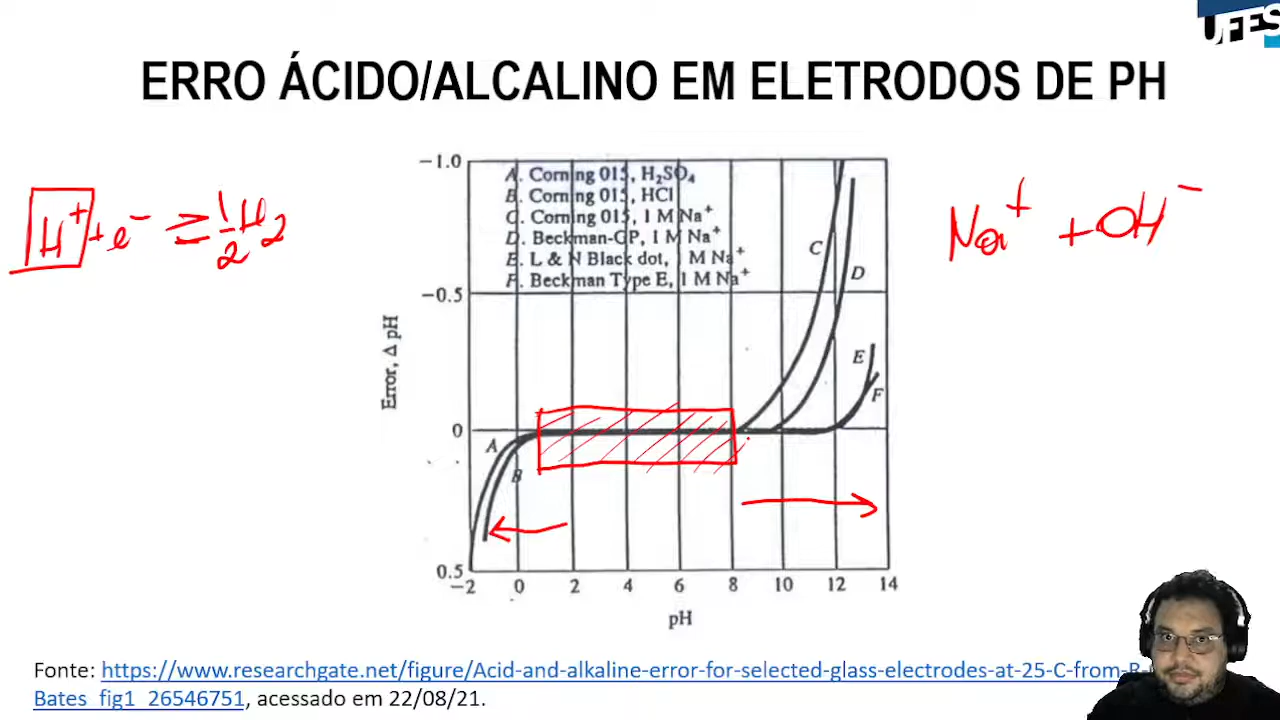 UFES
ERRO ÁCIDO/ALCALINO EM ELETRODOS DE PH
H⁺ + e⁻ ⇌ 1/2 H2
Na⁺ + OH⁻
A. Corning 015, H₂SO₄
B. Corning 015, HCl
C. Corning 015, 1 M Na⁺
D. Beckman-GP, 1 M Na⁺
E. L & N Black dot, 1 M Na⁺
F. Beckman Type E, 1 M Na⁺
−1.0
−0.5
0
0.5
Error, Δ pH
C
D
E
F
A
B
−2 0 2 4 6 8 10 12 14
pH
Fonte: https://www.researchgate.net/figure/Acid-and-alkaline-error-for-selected-glass-electrodes-at-25-C-from-R-
Bates_fig1_26546751, acessado em 22/08/21.